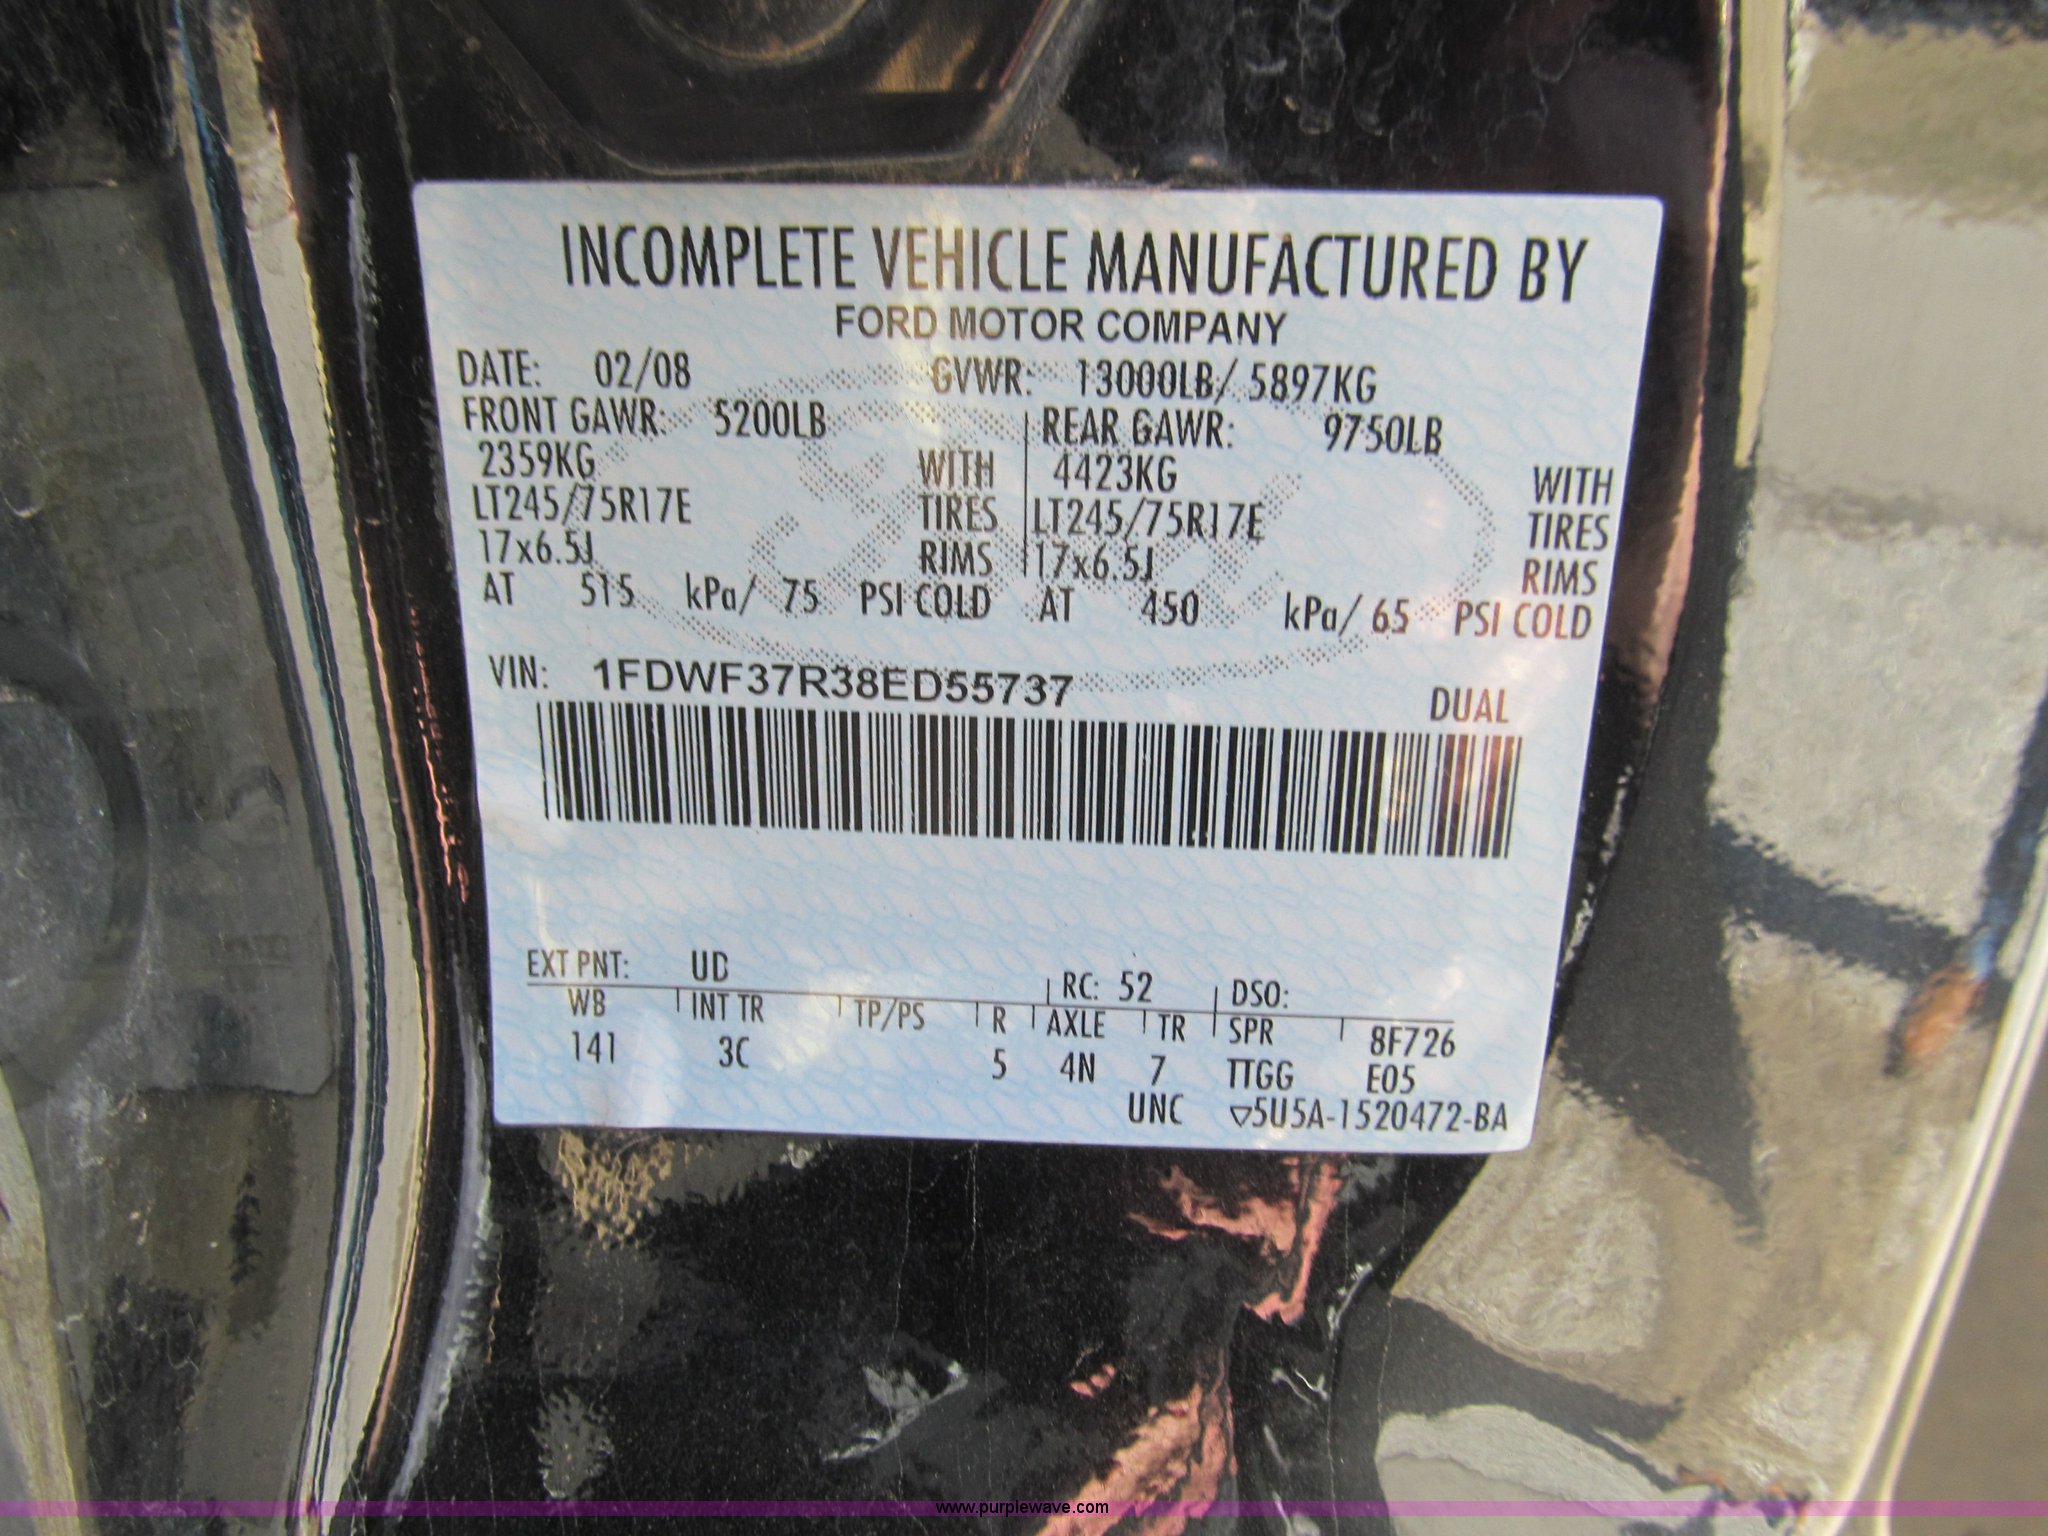 INCOMPLETE VEHICLE MANUFACTURED BY
FORD MOTOR COMPANY
DATE: 02/08 GVWR: 13000LB/ 5897KG
FRONT GAWR: 5200LB REAR GAWR: 9750LB
2359KG WITH 4423KG WITH
LT245/75R17E TIRES LT245/75R17E TIRES
17x6.5J RIMS 17x6.5J RIMS
AT 515 kPa/ 75 PSI COLD AT 450 kPa/ 65 PSI COLD
VIN: 1FDWF37R38ED55737
DUAL
EXT PNT: UD RC: 52 DSO:
WB INT TR TP/PS R AXLE TR SPR 8F726
141 3C 5 4N 7 TTGG E05
UNC ▽5U5A-1520472-BA
www.purplewave.com